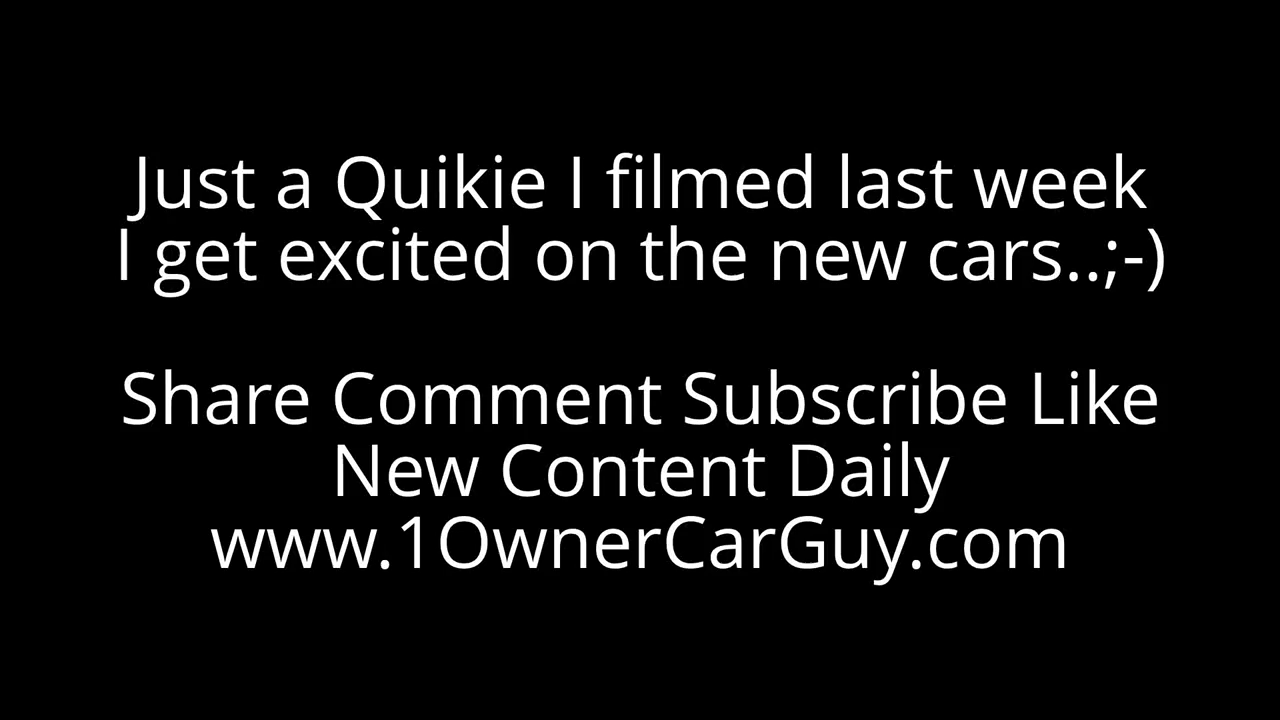 Just a Quikie I filmed last week
I get excited on the new cars..;-)
Share Comment Subscribe Like
New Content Daily
www.1OwnerCarGuy.com